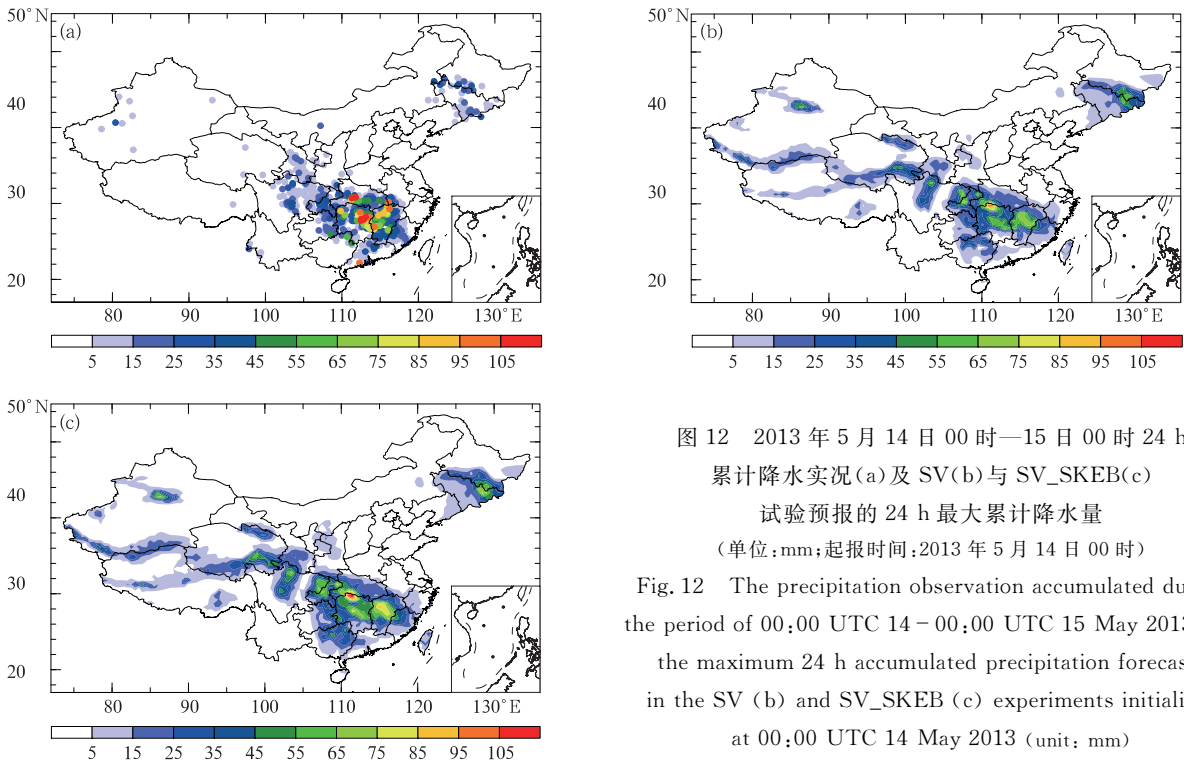 50°N
(a)
40
30
20
80 90 100 110 120 130°E
5 15 25 35 45 55 65 75 85 95 105
50°N
(b)
40
30
20
80 90 100 110 120 130°E
5 15 25 35 45 55 65 75 85 95 105
50°N
(c)
40
30
20
80 90 100 110 120 130°E
5 15 25 35 45 55 65 75 85 95 105
图 12 2013 年 5 月 14 日 00 时—15 日 00 时 24 h
累计降水实况(a)及 SV(b)与 SV_SKEB(c)
试验预报的 24 h 最大累计降水量
(单位:mm;起报时间:2013 年 5 月 14 日 00 时)
Fig. 12 The precipitation observation accumulated du
the period of 00:00 UTC 14-00:00 UTC 15 May 2013
the maximum 24 h accumulated precipitation forecas
in the SV (b) and SV_SKEB (c) experiments initiali
at 00:00 UTC 14 May 2013 (unit: mm)